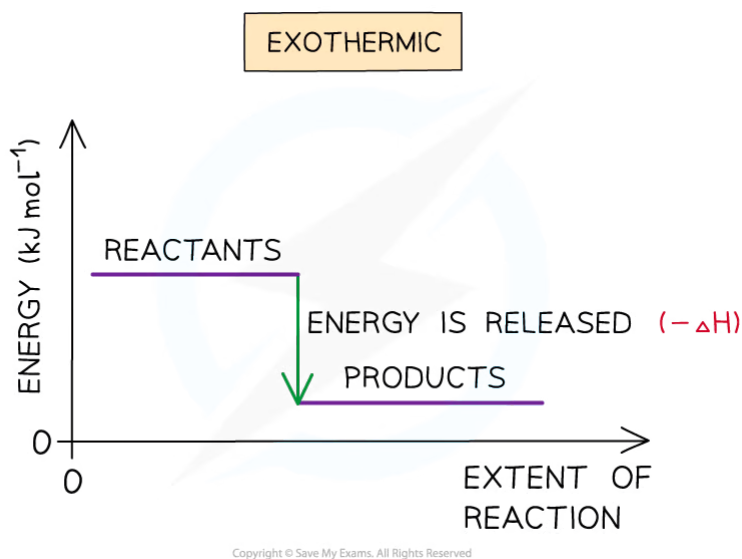 EXOTHERMIC
ENERGY (kJ mol⁻¹)
REACTANTS
ENERGY IS RELEASED (− △H)
PRODUCTS
0
0
EXTENT OF
REACTION
Copyright © Save My Exams. All Rights Reserved